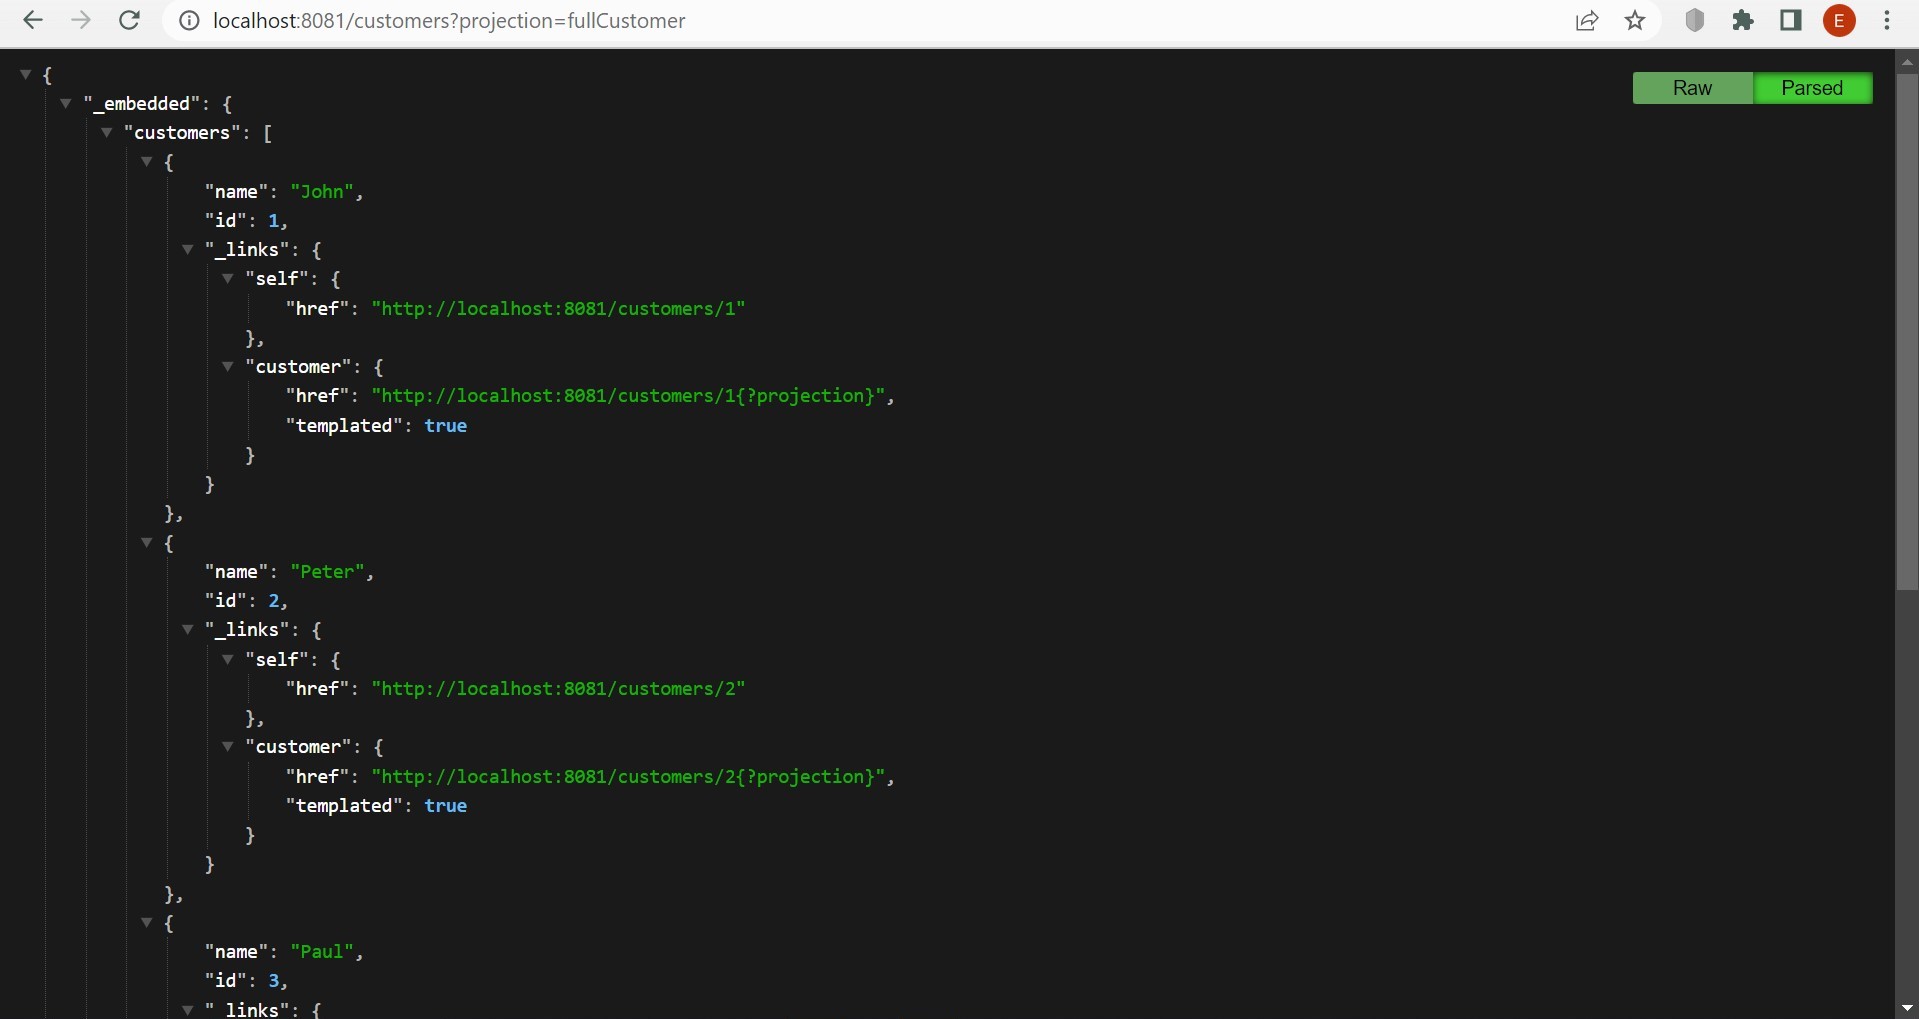 localhost:8081/customers?projection=fullCustomer
E
Raw Parsed
{
"_embedded": {
"customers": [
{
"name": "John",
"id": 1,
"_links": {
"self": {
"href": "http://localhost:8081/customers/1"
},
"customer": {
"href": "http://localhost:8081/customers/1{?projection}",
"templated": true
}
}
},
{
"name": "Peter",
"id": 2,
"_links": {
"self": {
"href": "http://localhost:8081/customers/2"
},
"customer": {
"href": "http://localhost:8081/customers/2{?projection}",
"templated": true
}
}
},
{
"name": "Paul",
"id": 3,
"_links": {